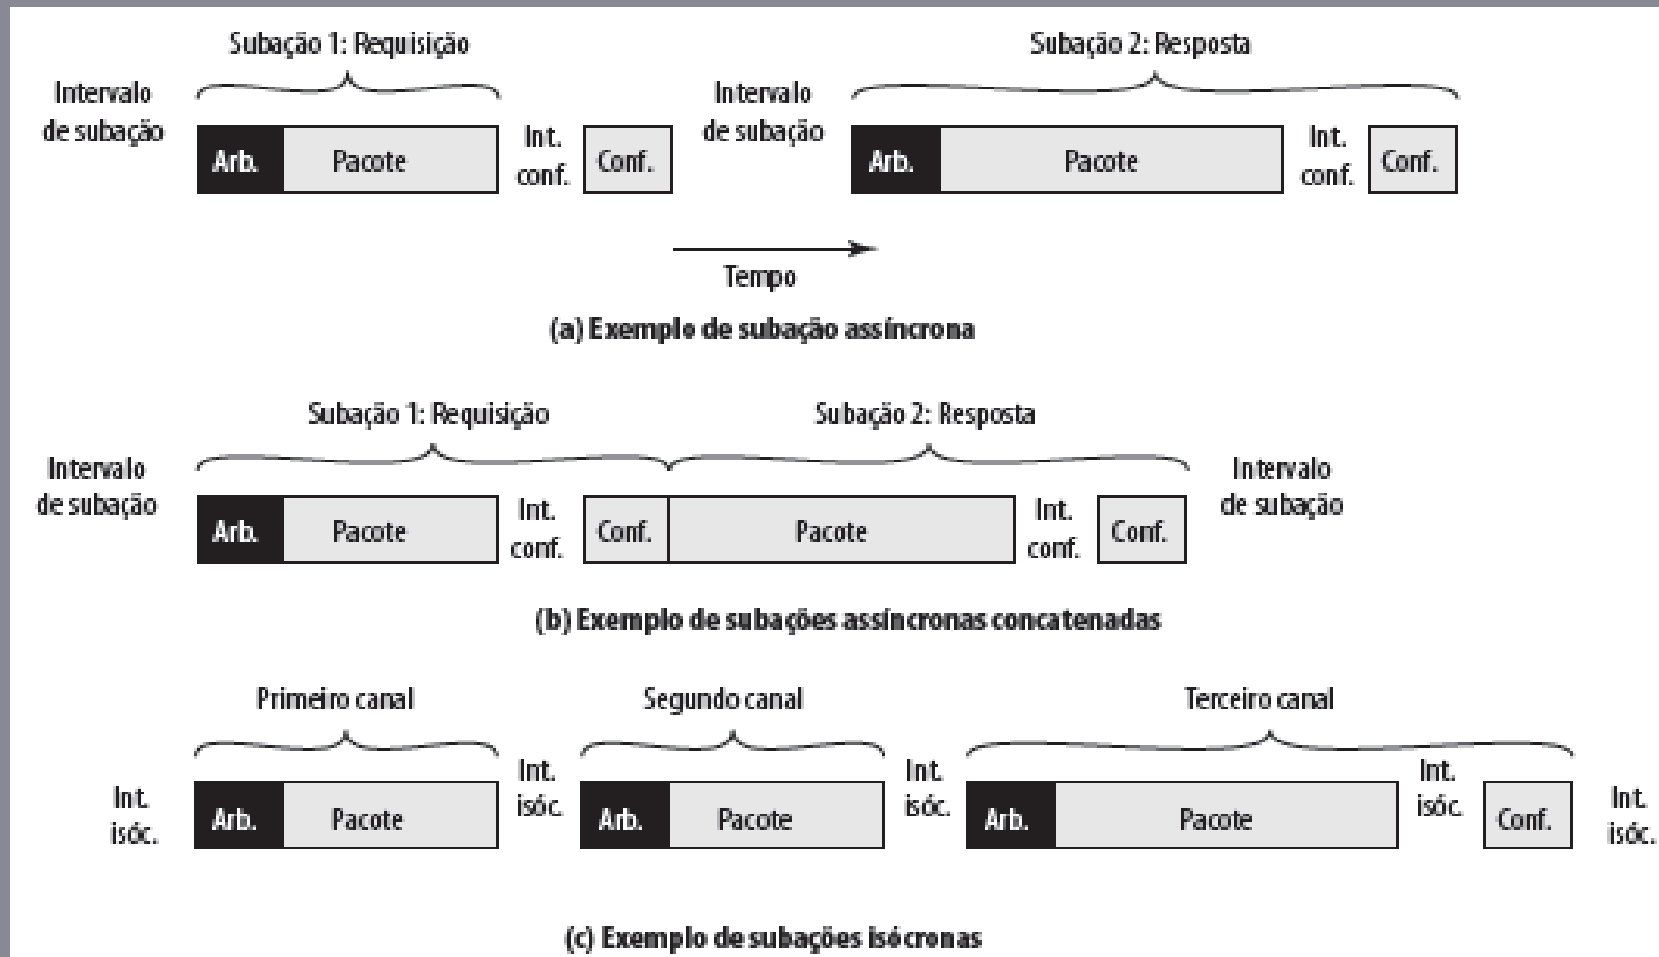 Subação 1: Requisição
Subação 2: Resposta
Intervalo
de subação
Arb.
Pacote
Int.
conf.
Conf.
Intervalo
de subação
Arb.
Pacote
Int.
conf.
Conf.
Tempo
(a) Exemplo de subação assíncrona
Subação 1: Requisição
Subação 2: Resposta
Intervalo
de subação
Arb.
Pacote
Int.
conf.
Conf.
Pacote
Int.
conf.
Conf.
Intervalo
de subação
(b) Exemplo de subações assíncronas concatenadas
Primeiro canal
Segundo canal
Terceiro canal
Int.
isóc.
Arb.
Pacote
Int.
isóc.
Arb.
Pacote
Int.
isóc.
Arb.
Pacote
Int.
isóc.
Conf.
Int.
isóc.
(c) Exemplo de subações isócronas